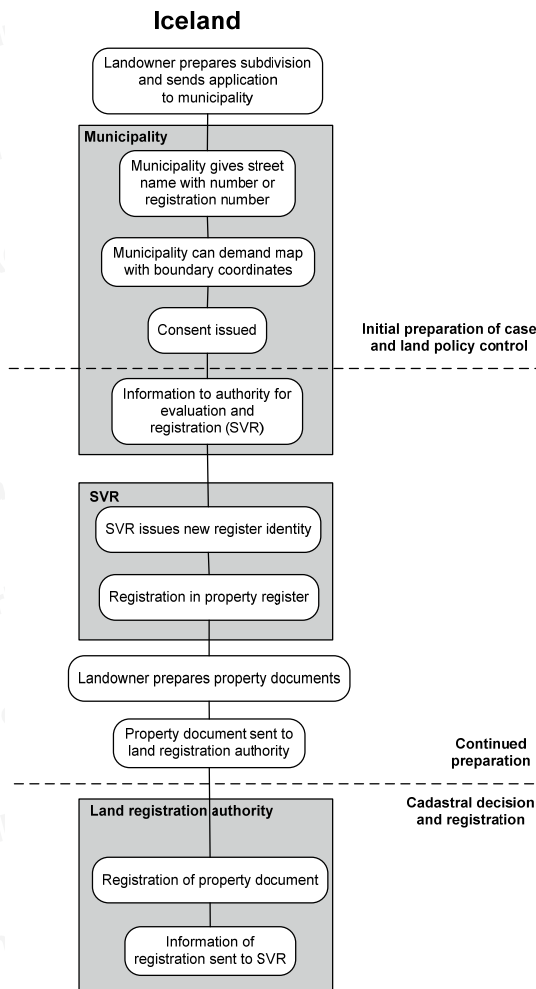 Iceland
Landowner prepares subdivision
and sends application
to municipality
Municipality
Municipality gives street
name with number or
registration number
Municipality can demand map
with boundary coordinates
Consent issued
Initial preparation of case
and land policy control
Information to authority for
evaluation and
registration (SVR)
SVR
SVR issues new register identity
Registration in property register
Landowner prepares property documents
Property document sent to
land registration authority
Continued
preparation
Cadastral decision
and registration
Land registration authority
Registration of property document
Information of
registration sent to SVR